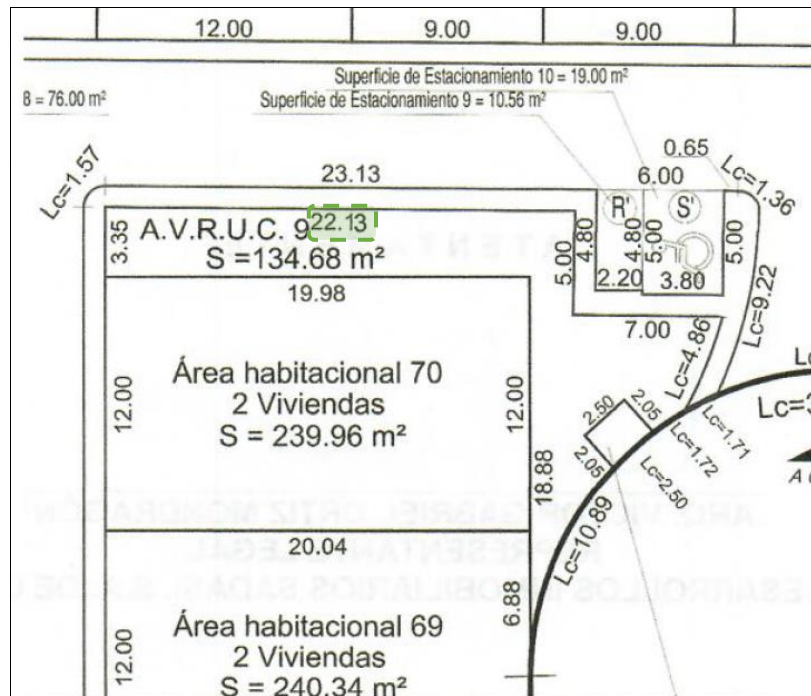 12.00
9.00
9.00
Superficie de Estacionamiento 10 = 19.00 m²
8 = 76.00 m²
Superficie de Estacionamiento 9 = 10.56 m²
0.65
Lc=1.57
23.13
6.00
Lc=1.36
R'
S'
A.V.R.U.C. 9
22.13
3.35
S =134.68 m²
5.00
4.80
4.80
5.00
5.00
19.98
2.20
3.80
Lc=9.22
7.00
Lc=4.86
Área habitacional 70
2 Viviendas
S = 239.96 m²
12.00
12.00
2.50
2.05
2.05
Lc=1.71
Lc=1.72
Lc=2.50
18.88
Lc=10.89
20.04
6.88
Área habitacional 69
2 Viviendas
S = 240.34 m²
12.00